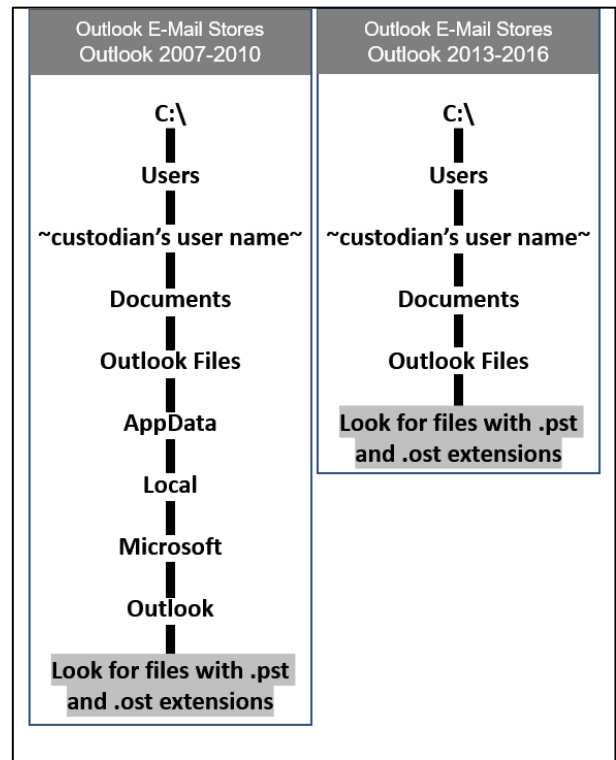 Outlook E-Mail Stores
Outlook 2007-2010
C:\
Users
~custodian’s user name~
Documents
Outlook Files
AppData
Local
Microsoft
Outlook
Look for files with .pst
and .ost extensions
Outlook E-Mail Stores
Outlook 2013-2016
C:\
Users
~custodian’s user name~
Documents
Outlook Files
Look for files with .pst
and .ost extensions